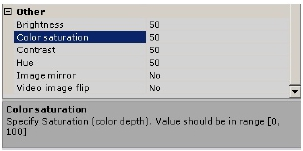 Other
Brightness 50
Color saturation 50
Contrast 50
Hue 50
Image mirror No
Video image flip No
Color saturation
Specify Saturation (color depth). Value should be in range [0,
100]